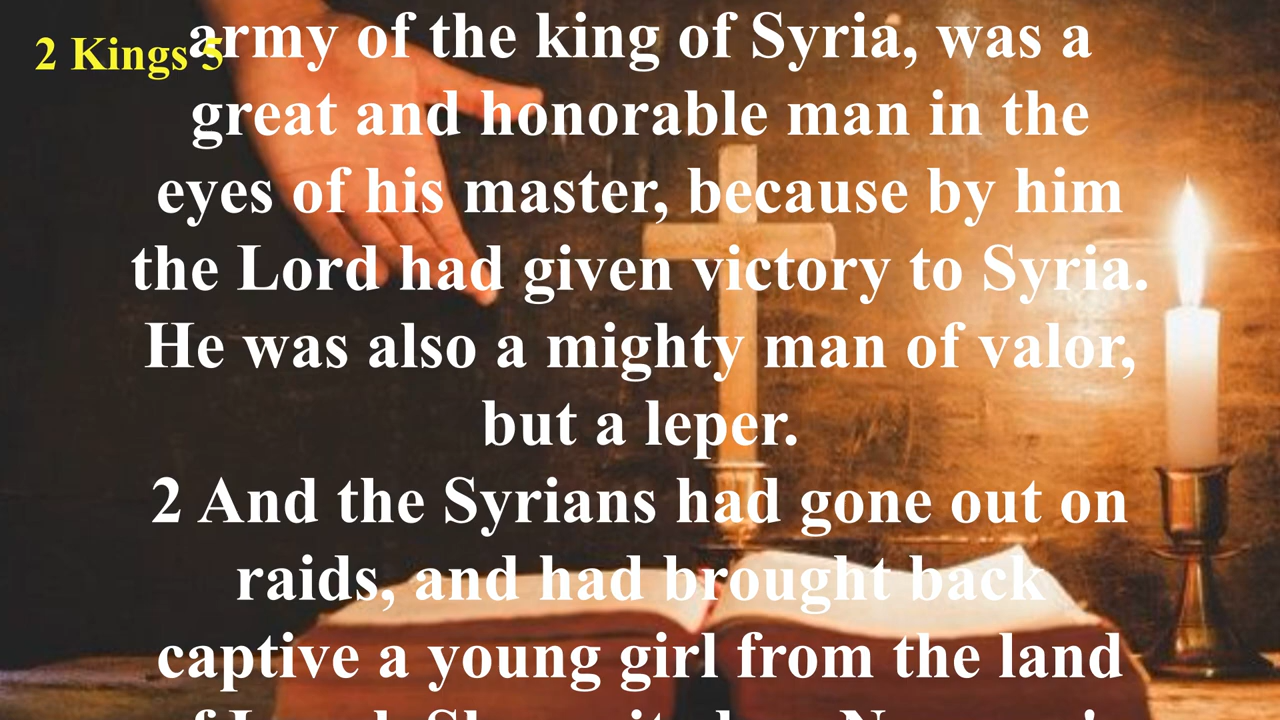 2 Kings 5
army of the king of Syria, was a
great and honorable man in the
eyes of his master, because by him
the Lord had given victory to Syria.
He was also a mighty man of valor,
but a leper.
2 And the Syrians had gone out on
raids, and had brought back
captive a young girl from the land